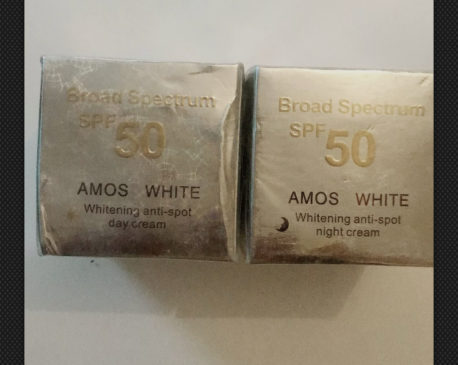 Broad Spectrum
SPF 50
AMOS WHITE
Whitening anti-spot
day cream
Broad Spectrum
SPF 50
AMOS WHITE
Whitening anti-spot
night cream